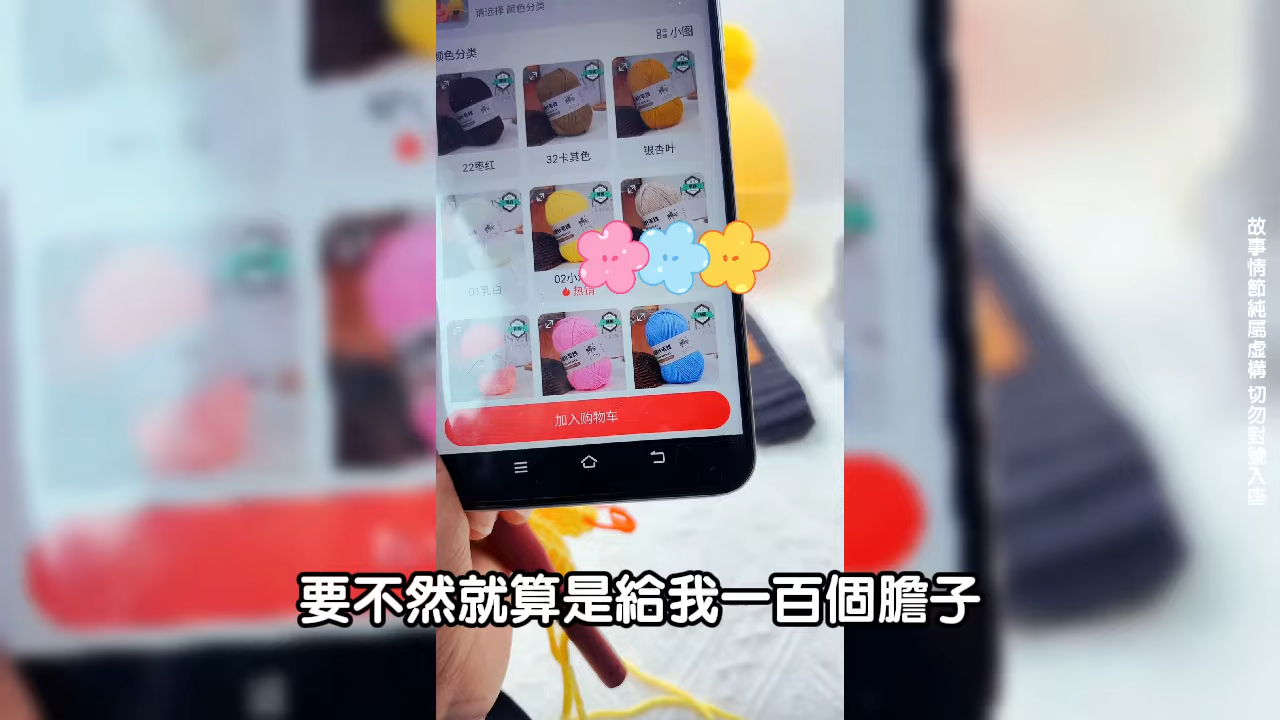 请选择 颜色分类
颜色分类
小图
22枣红
32卡其色
银杏叶
01乳白
热销
加入购物车
要不然就算是給我一百個膽子
故事情節純屬虛構 切勿對號入座